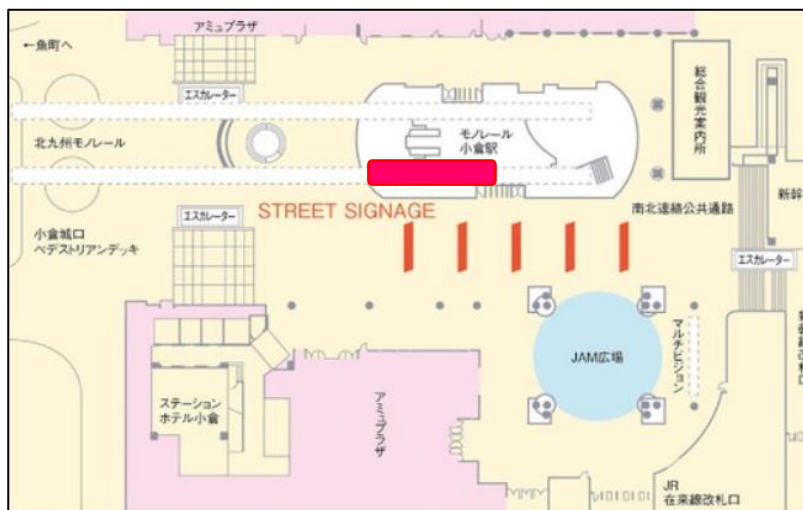 アミュプラザ
←魚町へ
エスカレーター
総合観光案内所
北九州モノレール
モノレール
小倉駅
STREET SIGNAGE
南北連絡公共通路
新幹
エスカレーター
小倉城口
ペデストリアンデッキ
エスカレーター
マルチビジョン
JAM広場
ステーション
ホテル小倉
アミュプラザ
JR
在来線改札口